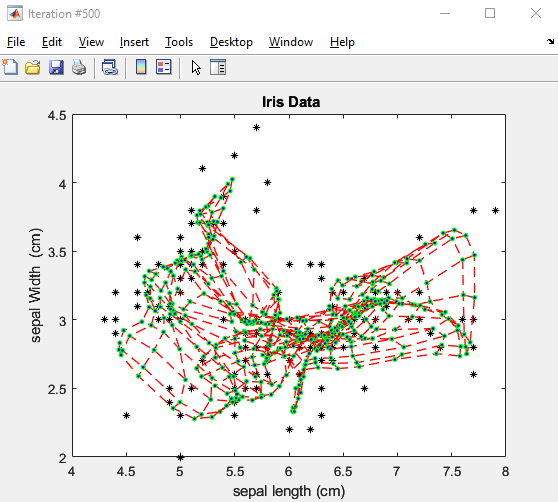 Iteration #500
File Edit View Insert Tools Desktop Window Help
Iris Data
4.5
4
3.5
3
2.5
2
sepal Width (cm)
4 4.5 5 5.5 6 6.5 7 7.5 8
sepal length (cm)